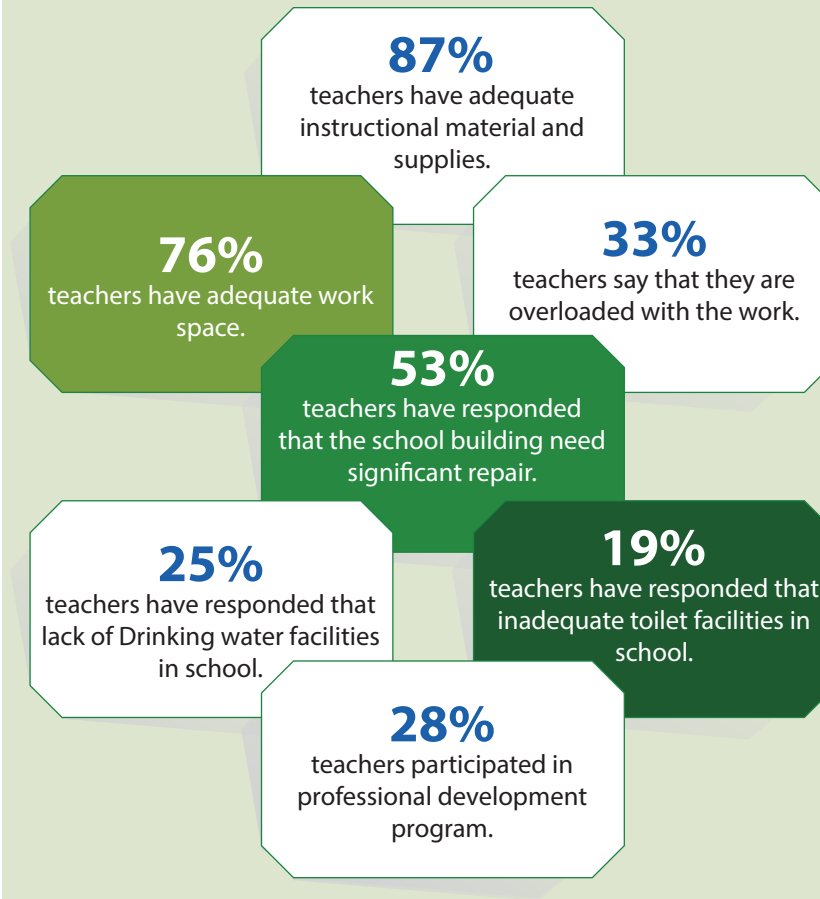 87%
teachers have adequate
instructional material and
supplies.
76%
teachers have adequate work
space.
33%
teachers say that they are
overloaded with the work.
53%
teachers have responded
that the school building need
significant repair.
25%
teachers have responded that
lack of Drinking water facilities
in school.
19%
teachers have responded that
inadequate toilet facilities in
school.
28%
teachers participated in
professional development
program.